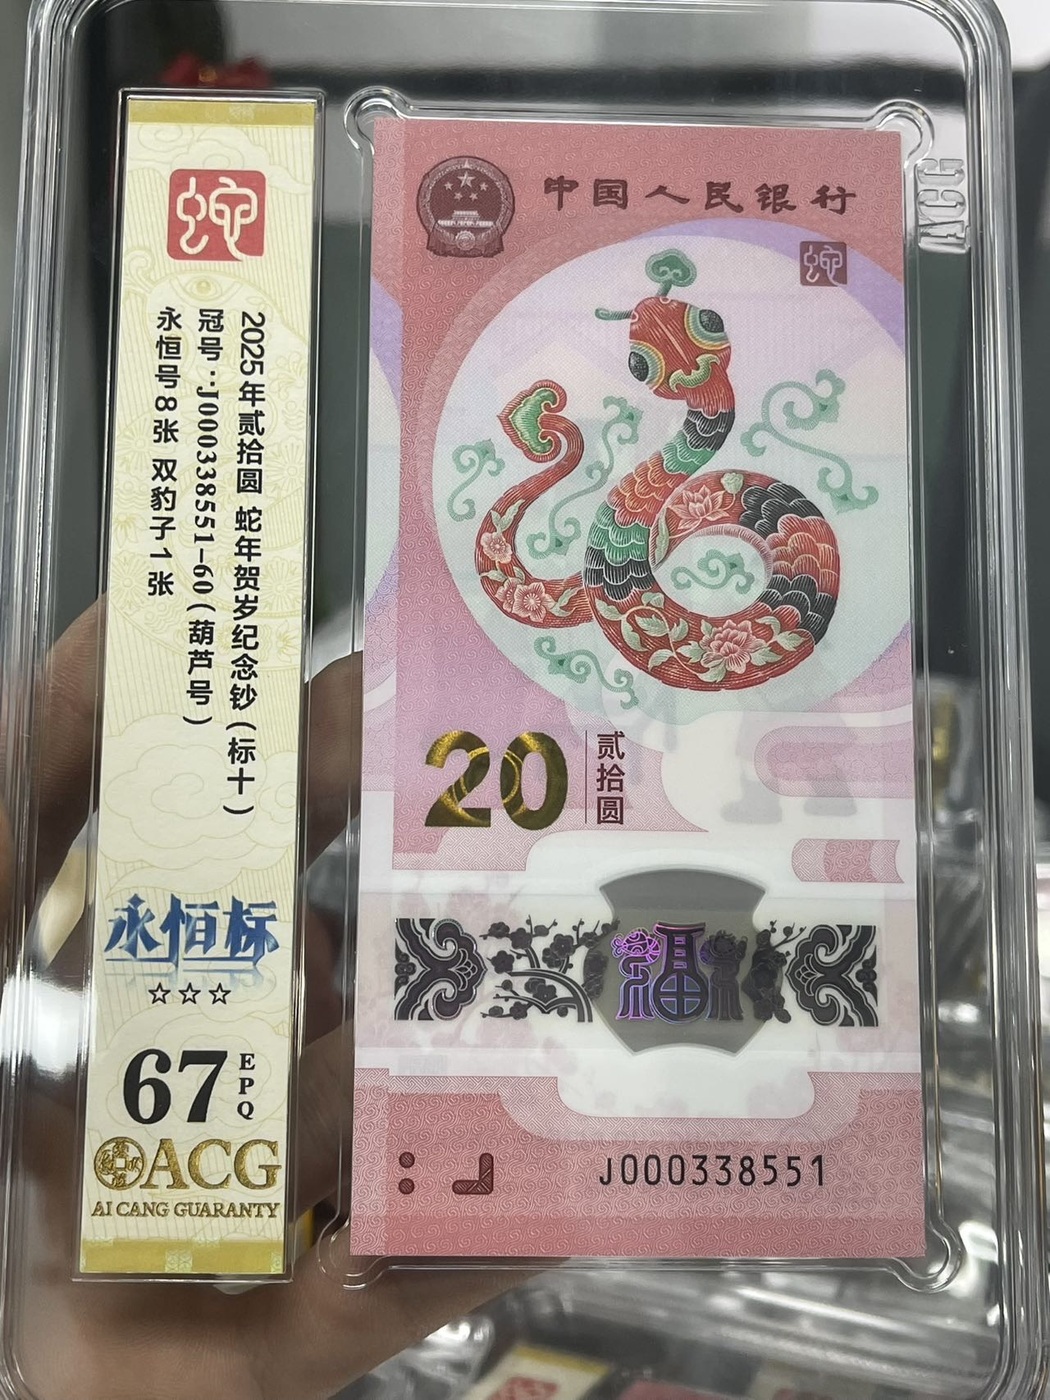 蛇
2025年贰拾圆 蛇年贺岁纪念钞(标十)
冠号:J000338551-60(葫芦号)
永恒号8张 双豹子1张
永恒标
☆☆☆
67 EPQ
ACG
AI CANG GUARANTY
中国人民银行
蛇
20 贰拾圆
福
J000338551
ACG